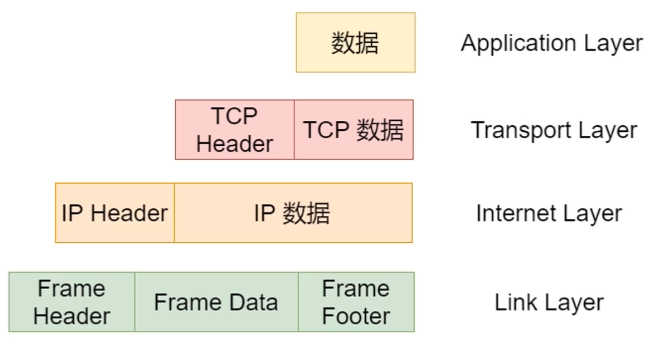 数据
Application Layer
TCP
Header
TCP 数据
Transport Layer
IP Header
IP 数据
Internet Layer
Frame
Header
Frame Data
Frame
Footer
Link Layer